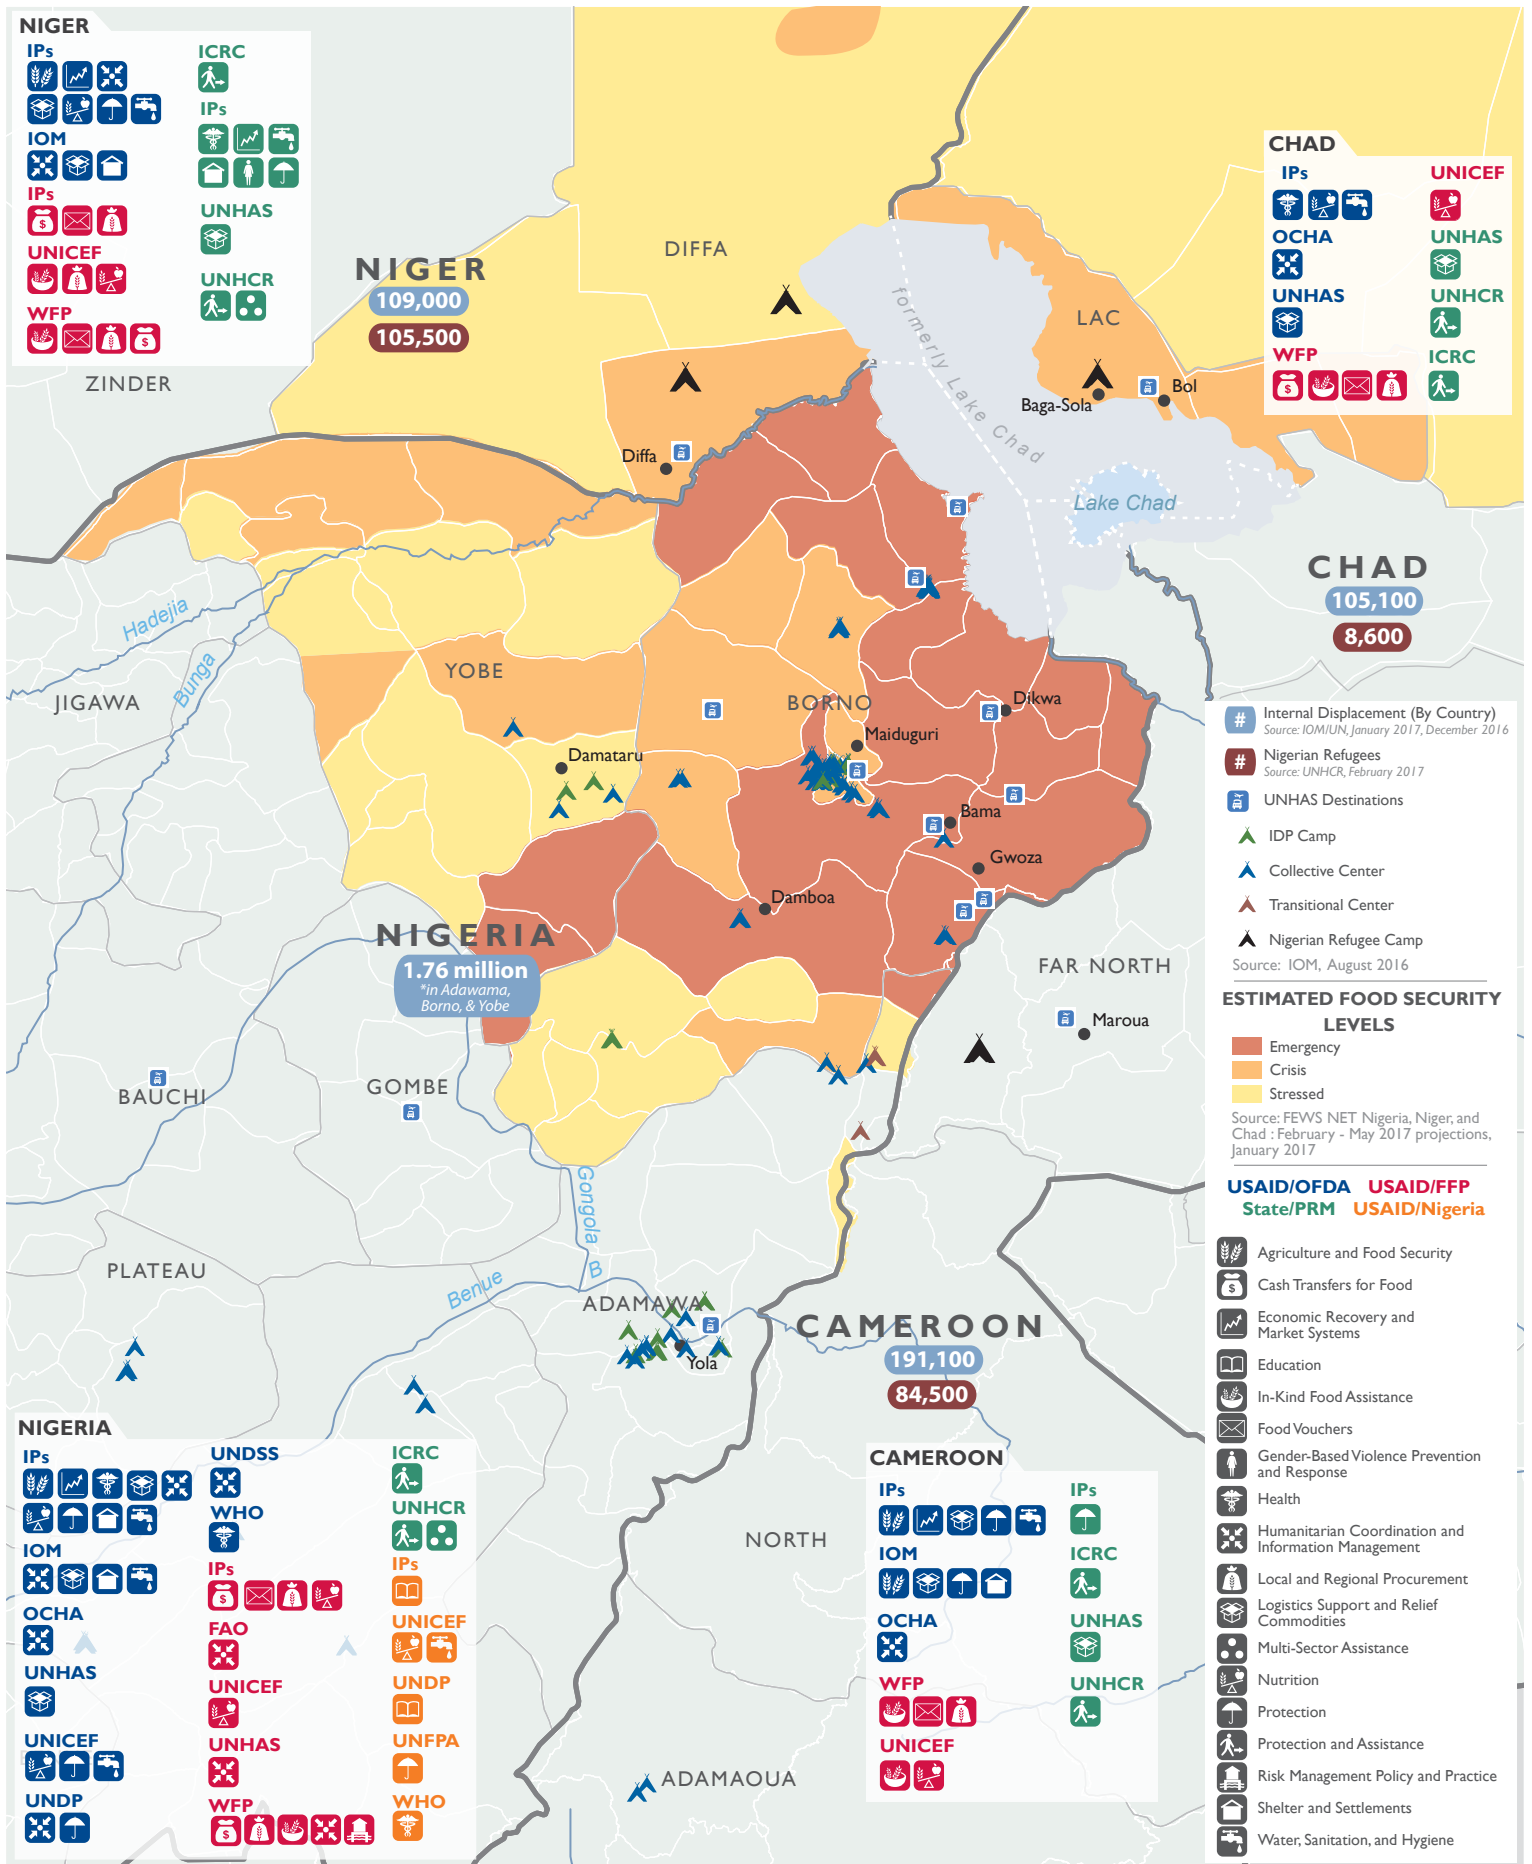 NIGER
IPs
IOM
IPs
UNICEF
WFP
ICRC
IPs
UNHAS
UNHCR
ZINDER
NIGER
109,000
105,500
DIFFA
Diffa
formerly Lake Chad
LAC
Baga-Sola
Bol
Lake Chad
CHAD
IPs
OCHA
UNHAS
WFP
UNICEF
UNHAS
UNHCR
ICRC
CHAD
105,100
8,600
Hadejia
Bunga
JIGAWA
YOBE
BORNO
Dikwa
Maiduguri
Damataru
Bama
Gwoza
Damboa
NIGERIA
1.76 million
*in Adawama,
Borno, & Yobe
FAR NORTH
Maroua
BAUCHI
GOMBE
Gongola
B
Benue
PLATEAU
ADAMAWA
Yola
CAMEROON
191,100
84,500
NORTH
ADAMAOUA
#
Internal Displacement (By Country)
Source: IOM/UN, January 2017, December 2016
#
Nigerian Refugees
Source: UNHCR, February 2017
UNHAS Destinations
IDP Camp
Collective Center
Transitional Center
Nigerian Refugee Camp
Source: IOM, August 2016
ESTIMATED FOOD SECURITY
LEVELS
Emergency
Crisis
Stressed
Source: FEWS NET Nigeria, Niger, and
Chad : February - May 2017 projections,
January 2017
USAID/OFDA USAID/FFP
State/PRM USAID/Nigeria
Agriculture and Food Security
Cash Transfers for Food
Economic Recovery and
Market Systems
Education
In-Kind Food Assistance
Food Vouchers
Gender-Based Violence Prevention
and Response
Health
Humanitarian Coordination and
Information Management
Local and Regional Procurement
Logistics Support and Relief
Commodities
Multi-Sector Assistance
Nutrition
Protection
Protection and Assistance
Risk Management Policy and Practice
Shelter and Settlements
Water, Sanitation, and Hygiene
NIGERIA
IPs
IOM
OCHA
UNHAS
UNICEF
UNDP
UNDSS
WHO
IPs
FAO
UNICEF
UNHAS
WFP
ICRC
UNHCR
IPs
UNICEF
UNDP
UNFPA
WHO
CAMEROON
IPs
IOM
OCHA
WFP
UNICEF
IPs
ICRC
UNHAS
UNHCR